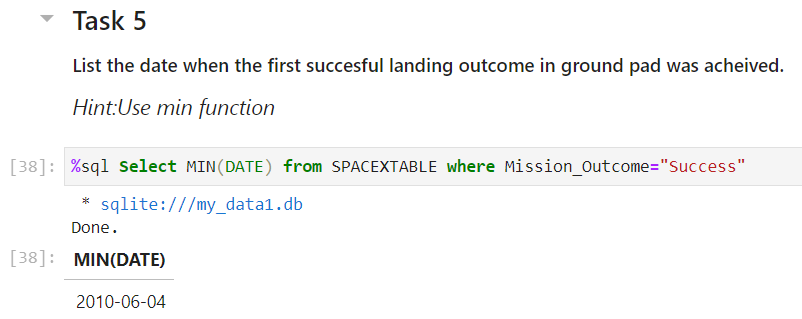 Task 5
List the date when the first succesful landing outcome in ground pad was acheived.
Hint:Use min function
[38]: %sql Select MIN(DATE) from SPACEXTABLE where Mission_Outcome="Success"
* sqlite:///my_data1.db
Done.
[38]: MIN(DATE)
2010-06-04